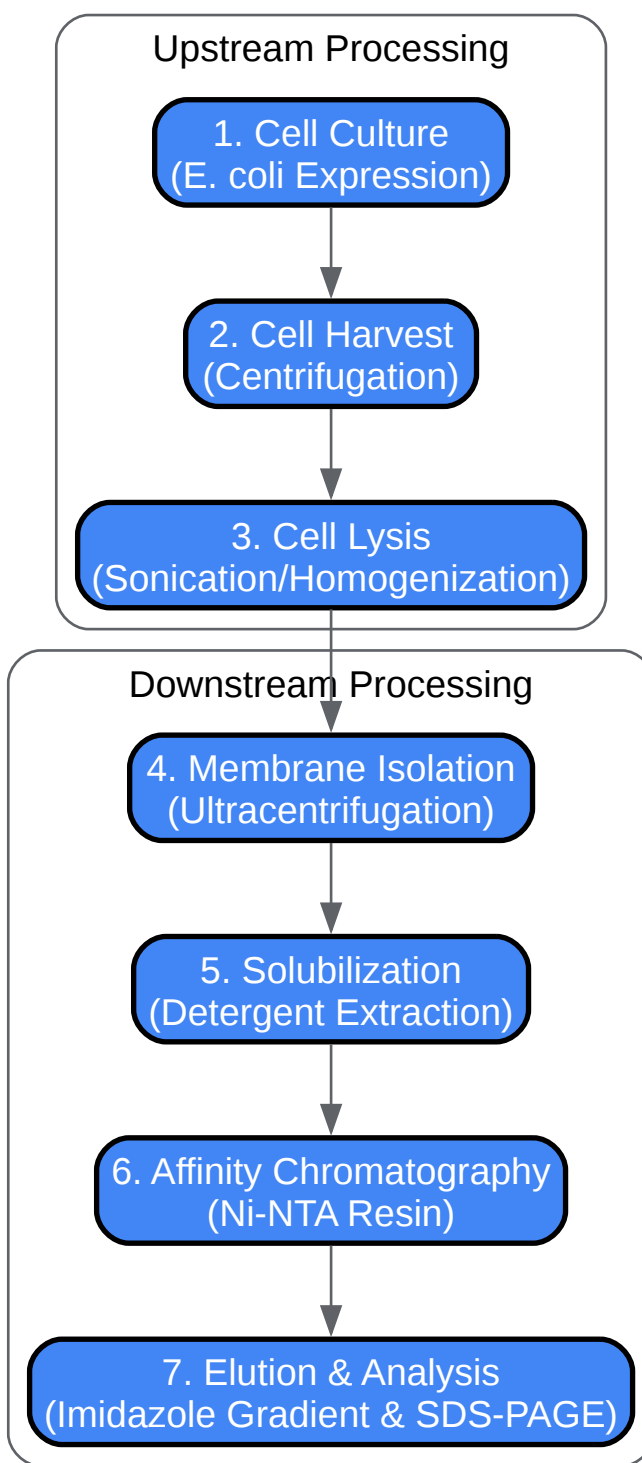 Upstream Processing
1. Cell Culture
(E. coli Expression)
2. Cell Harvest
(Centrifugation)
3. Cell Lysis
(Sonication/Homogenization)
Downstream Processing
4. Membrane Isolation
(Ultracentrifugation)
5. Solubilization
(Detergent Extraction)
6. Affinity Chromatography
(Ni-NTA Resin)
7. Elution & Analysis
(Imidazole Gradient & SDS-PAGE)